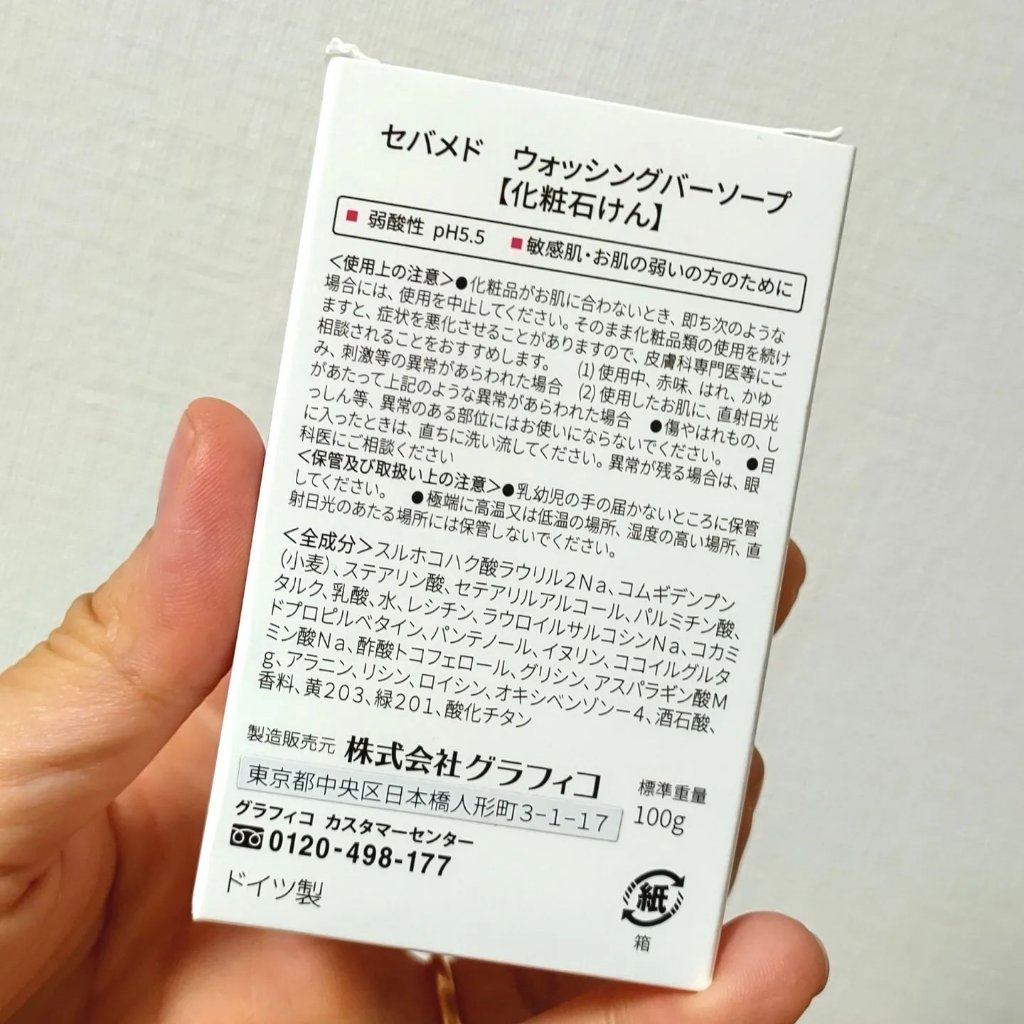 セバメド ウォッシングバーソープ
【化粧石けん】
■ 弱酸性 pH5.5 ■敏感肌・お肌の弱いの方のために
＜使用上の注意＞●化粧品がお肌に合わないとき、即ち次のような
場合には、使用を中止してください。そのまま化粧品類の使用を続け
ますと、症状を悪化させることがありますので、皮膚科専門医等にご
相談されることをおすすめします。 (1)使用中、赤味、はれ、かゆ
み、刺激等の異常があらわれた場合 (2)使用したお肌に、直射日光
があたって上記のような異常があらわれた場合 ●傷やはれもの、し
っしん等、異常のある部位にはお使いにならないでください。 ●目
に入ったときは、直ちに洗い流してください。異常が残る場合は、眼
科医にご相談ください
＜保管及び取扱い上の注意＞●乳幼児の手の届かないところに保管
してください。 ●極端に高温又は低温の場所、湿度の高い場所、直
射日光のあたる場所には保管しないでください。
＜全成分＞スルホコハク酸ラウリル2Na、コムギデンプン
(小麦)、ステアリン酸、セテアリルアルコール、パルミチン酸、
タルク、乳酸、水、レシチン、ラウロイルサルコシンNa、コカミ
ドプロピルベタイン、パンテノール、イヌリン、ココイルグルタ
ミン酸Na、酢酸トコフェロール、グリシン、アスパラギン酸M
g、アラニン、リシン、ロイシン、オキシベンゾン－4、酒石酸、
香料、黄203、緑201、酸化チタン
製造販売元 株式会社グラフィコ
東京都中央区日本橋人形町3-1-17
標準重量
100g
グラフィコ カスタマーセンター
0120-498-177
ドイツ製
紙
箱